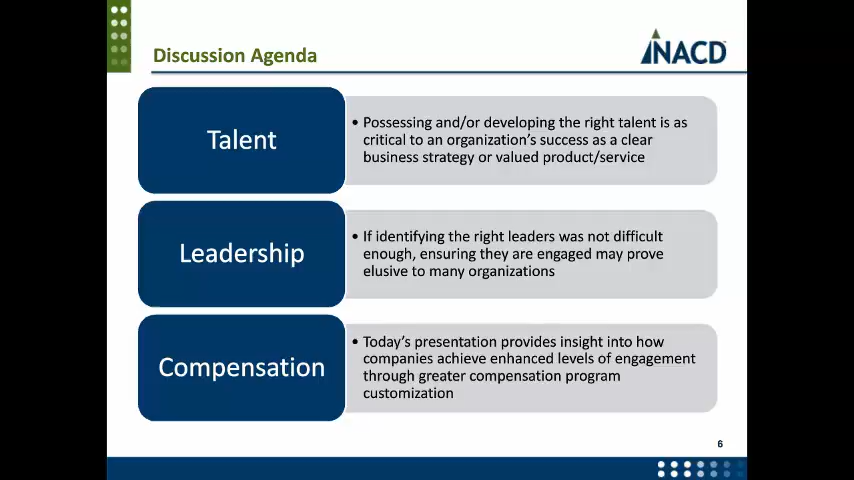 Discussion Agenda
NACD
Talent
• Possessing and/or developing the right talent is as
critical to an organization's success as a clear
business strategy or valued product/service
Leadership
• If identifying the right leaders was not difficult
enough, ensuring they are engaged may prove
elusive to many organizations
Compensation
• Today's presentation provides insight into how
companies achieve enhanced levels of engagement
through greater compensation program
customization
6